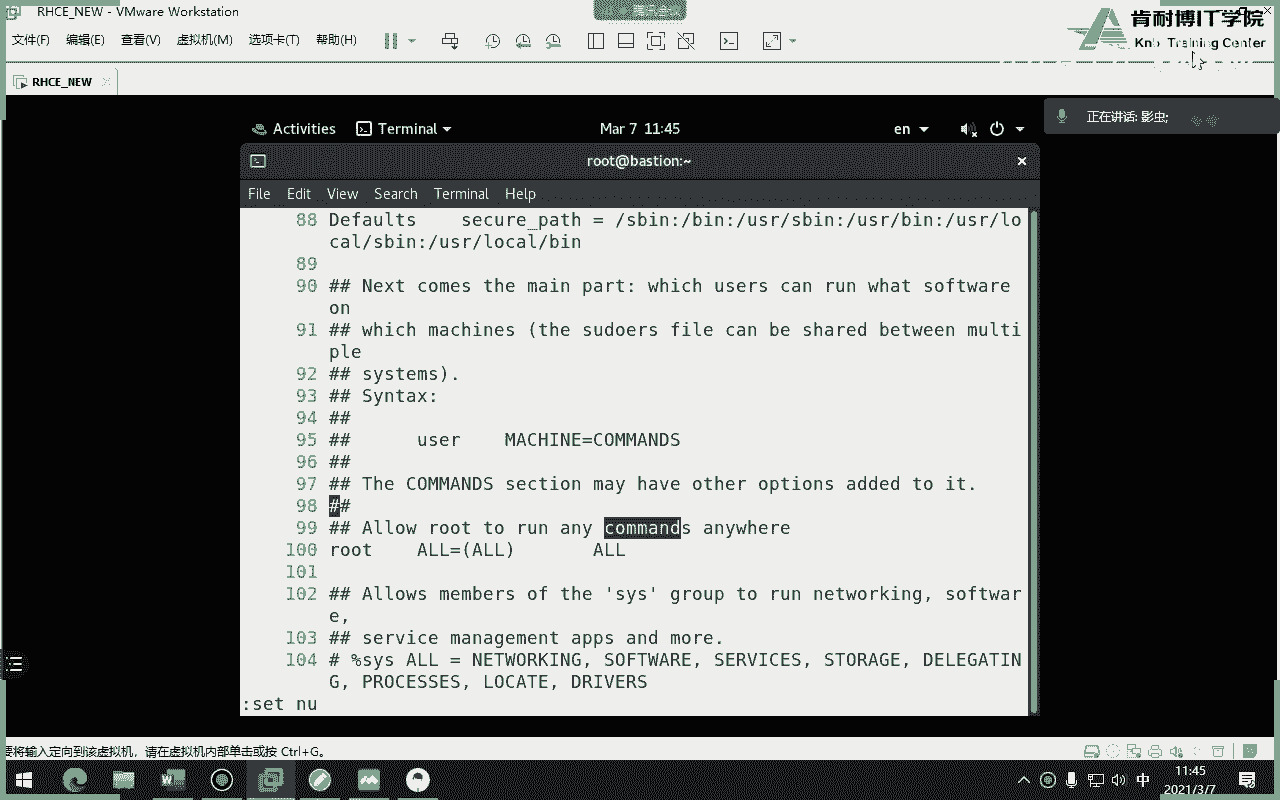 RHCE_NEW - VMware Workstation
肯耐博IT学院
文件(F) 编辑(E) 查看(V) 虚拟机(M) 选项卡(T) 帮助(H)
Training Center
RHCE_NEW
正在讲话: 影虫;
Activities Terminal Mar 7 11:45 en
root@bastion:~
File Edit View Search Terminal Help
88 Defaults    secure_path = /sbin:/bin:/usr/sbin:/usr/bin:/usr/lo
cal/sbin:/usr/local/bin
89
90 ## Next comes the main part: which users can run what software
on
91 ## which machines (the sudoers file can be shared between multi
ple
92 ## systems).
93 ## Syntax:
94 ##
95 ##      user    MACHINE=COMMANDS
96 ##
97 ## The COMMANDS section may have other options added to it.
98 ##
99 ## Allow root to run any commands anywhere
100 root    ALL=(ALL)       ALL
101
102 ## Allows members of the 'sys' group to run networking, softwar
e,
103 ## service management apps and more.
104 # %sys ALL = NETWORKING, SOFTWARE, SERVICES, STORAGE, DELEGATIN
G, PROCESSES, LOCATE, DRIVERS
:set nu
要将输入定向到该虚拟机，请在虚拟机内部单击或按 Ctrl+G。
中
11:45
2021/3/7